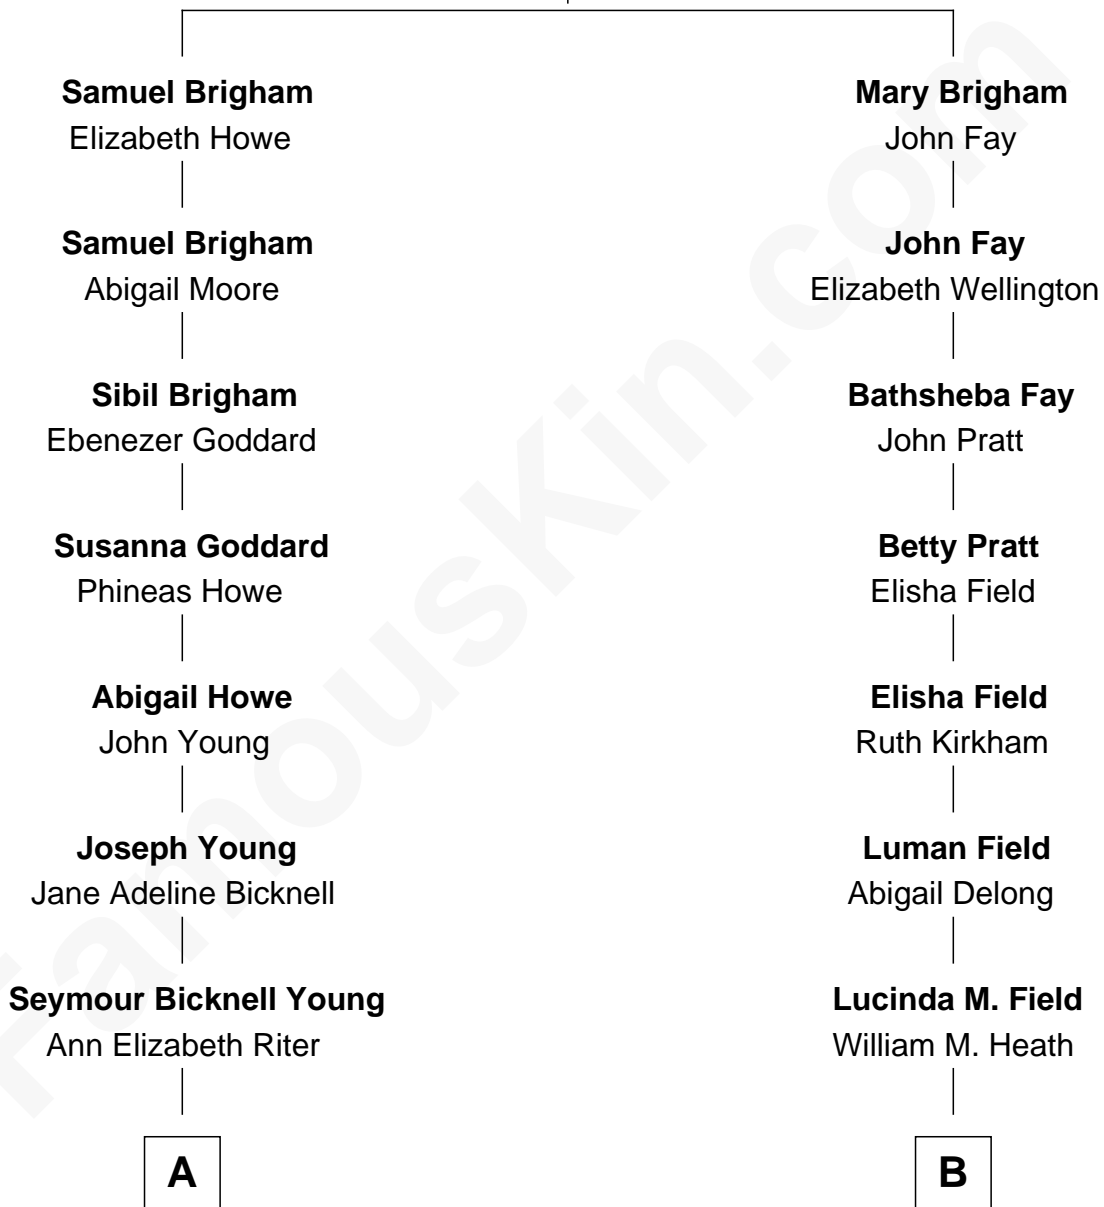 Samuel Brigham
Elizabeth Howe
Samuel Brigham
Abigail Moore
Sibil Brigham
Ebenezer Goddard
Susanna Goddard
Phineas Howe
Abigail Howe
John Young
Joseph Young
Jane Adeline Bicknell
Seymour Bicknell Young
Ann Elizabeth Riter
A
Mary Brigham
John Fay
John Fay
Elizabeth Wellington
Bathsheba Fay
John Pratt
Betty Pratt
Elisha Field
Elisha Field
Ruth Kirkham
Luman Field
Abigail Delong
Lucinda M. Field
William M. Heath
B
FamousKin.com